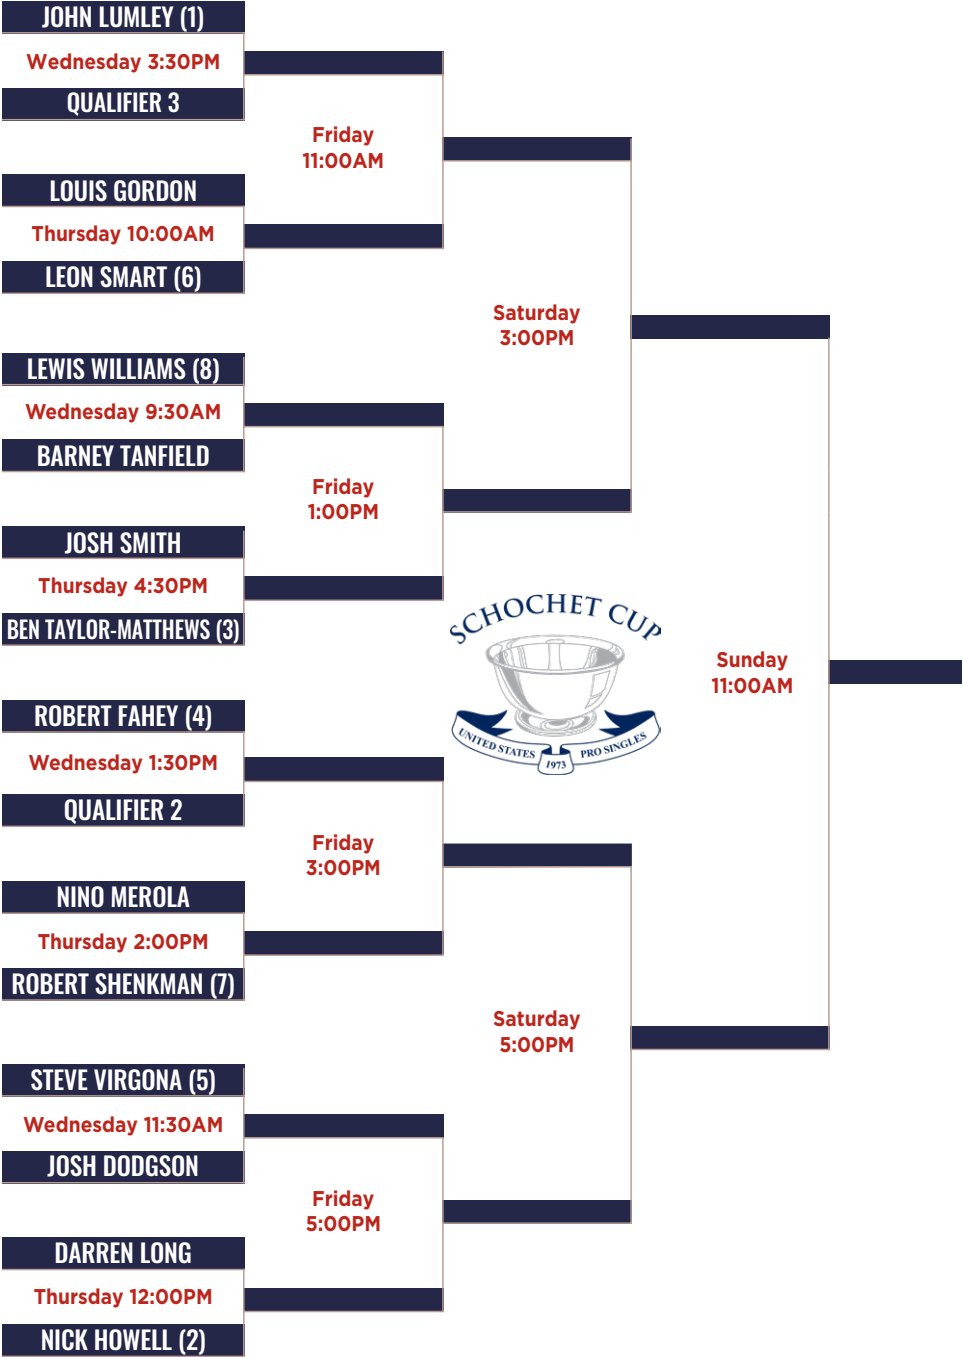 JOHN LUMLEY (1)
Wednesday 3:30PM
QUALIFIER 3
Friday
11:00AM
LOUIS GORDON
Thursday 10:00AM
LEON SMART (6)
Saturday
3:00PM
LEWIS WILLIAMS (8)
Wednesday 9:30AM
BARNEY TANFIELD
Friday
1:00PM
JOSH SMITH
Thursday 4:30PM
BEN TAYLOR-MATTHEWS (3)
SCHOCHET CUP
UNITED STATES PRO SINGLES
1973
Sunday
11:00AM
ROBERT FAHEY (4)
Wednesday 1:30PM
QUALIFIER 2
Friday
3:00PM
NINO MEROLA
Thursday 2:00PM
ROBERT SHENKMAN (7)
Saturday
5:00PM
STEVE VIRGONA (5)
Wednesday 11:30AM
JOSH DODGSON
Friday
5:00PM
DARREN LONG
Thursday 12:00PM
NICK HOWELL (2)